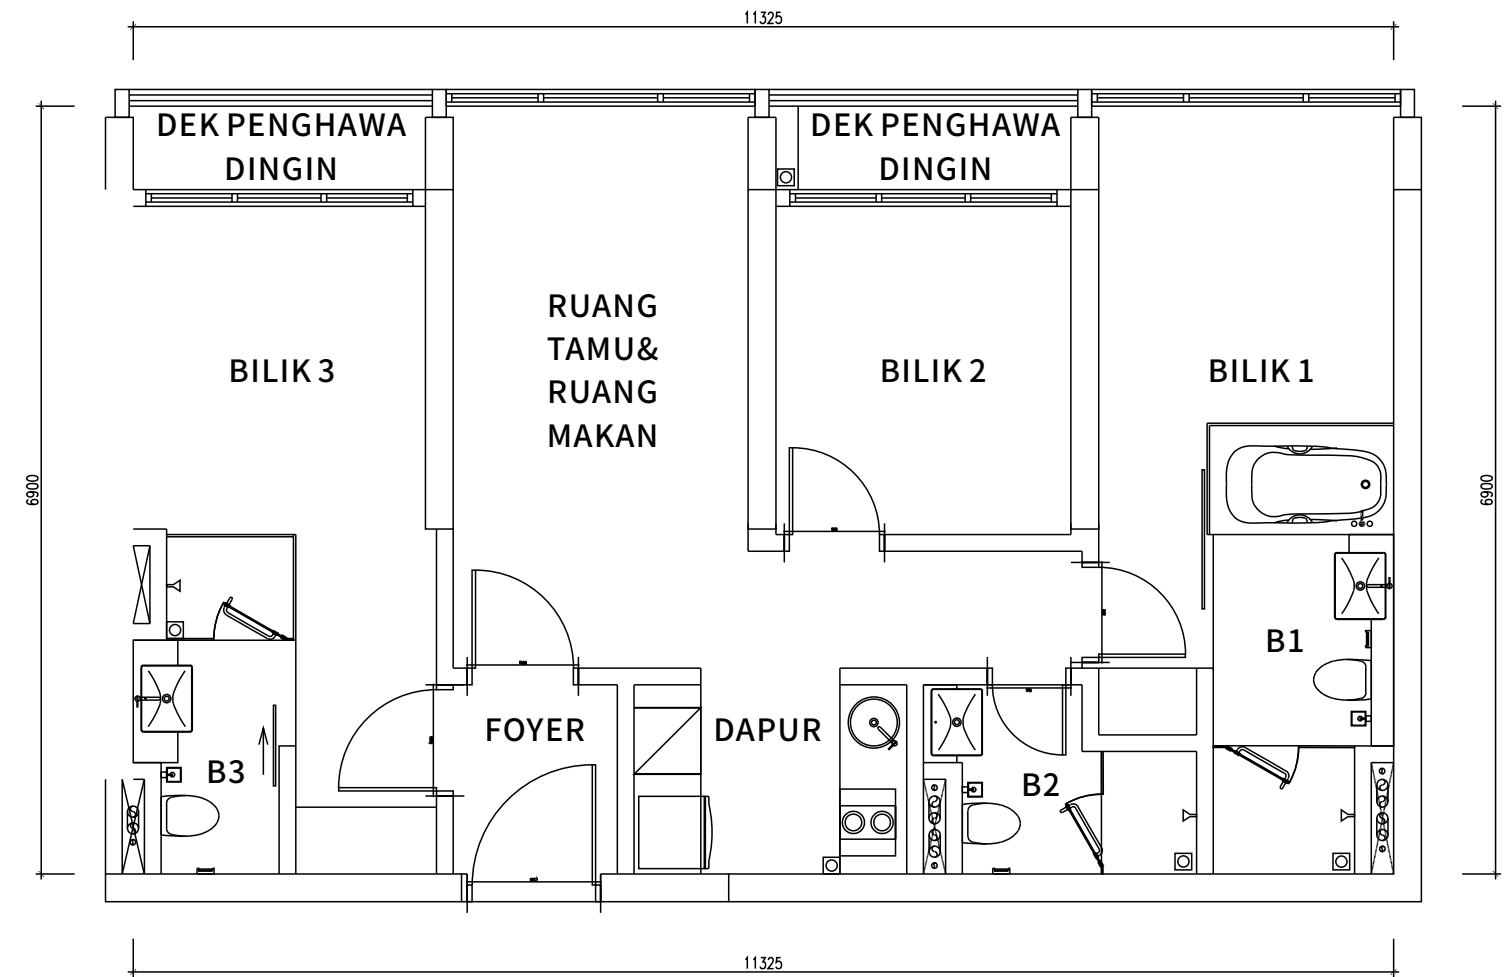 11325
DEK PENGHAWA
DINGIN
DEK PENGHAWA
DINGIN
RUANG
TAMU&
RUANG
MAKAN
BILIK 3
BILIK 2
BILIK 1
6900
6900
B1
FOYER
DAPUR
B3
B2
11325